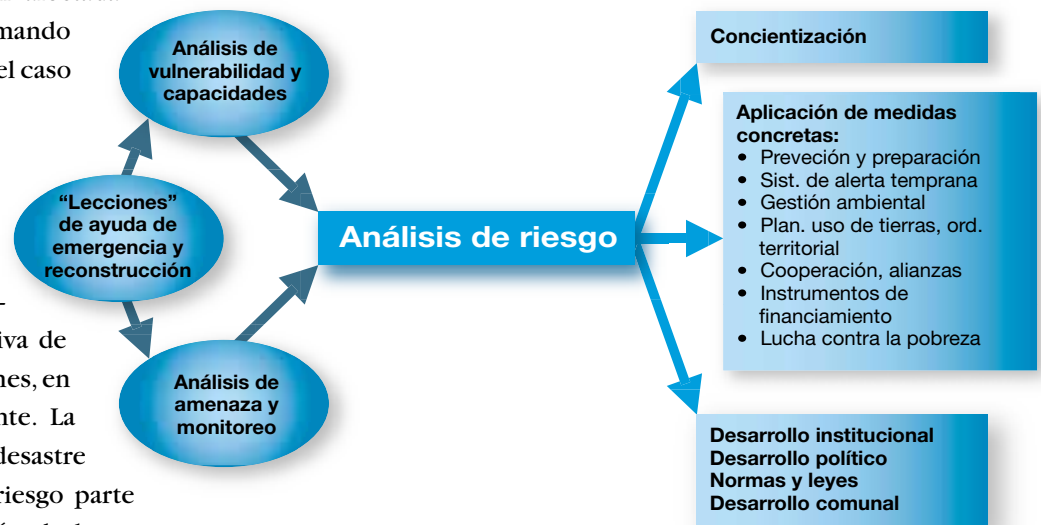 mando
el caso
-
iva de
nes, en
nte. La
desastre
riesgo parte
Análisis de
vulnerabilidad y
capacidades
“Lecciones”
de ayuda de
emergencia y
reconstrucción
Análisis de
amenaza y
monitoreo
Análisis de riesgo
Concientización
Aplicación de medidas
concretas:
• Preveción y preparación
• Sist. de alerta temprana
• Gestión ambiental
• Plan. uso de tierras, ord.
territorial
• Cooperación, alianzas
• Instrumentos de
financiamiento
• Lucha contra la pobreza
Desarrollo institucional
Desarrollo político
Normas y leyes
Desarrollo comunal